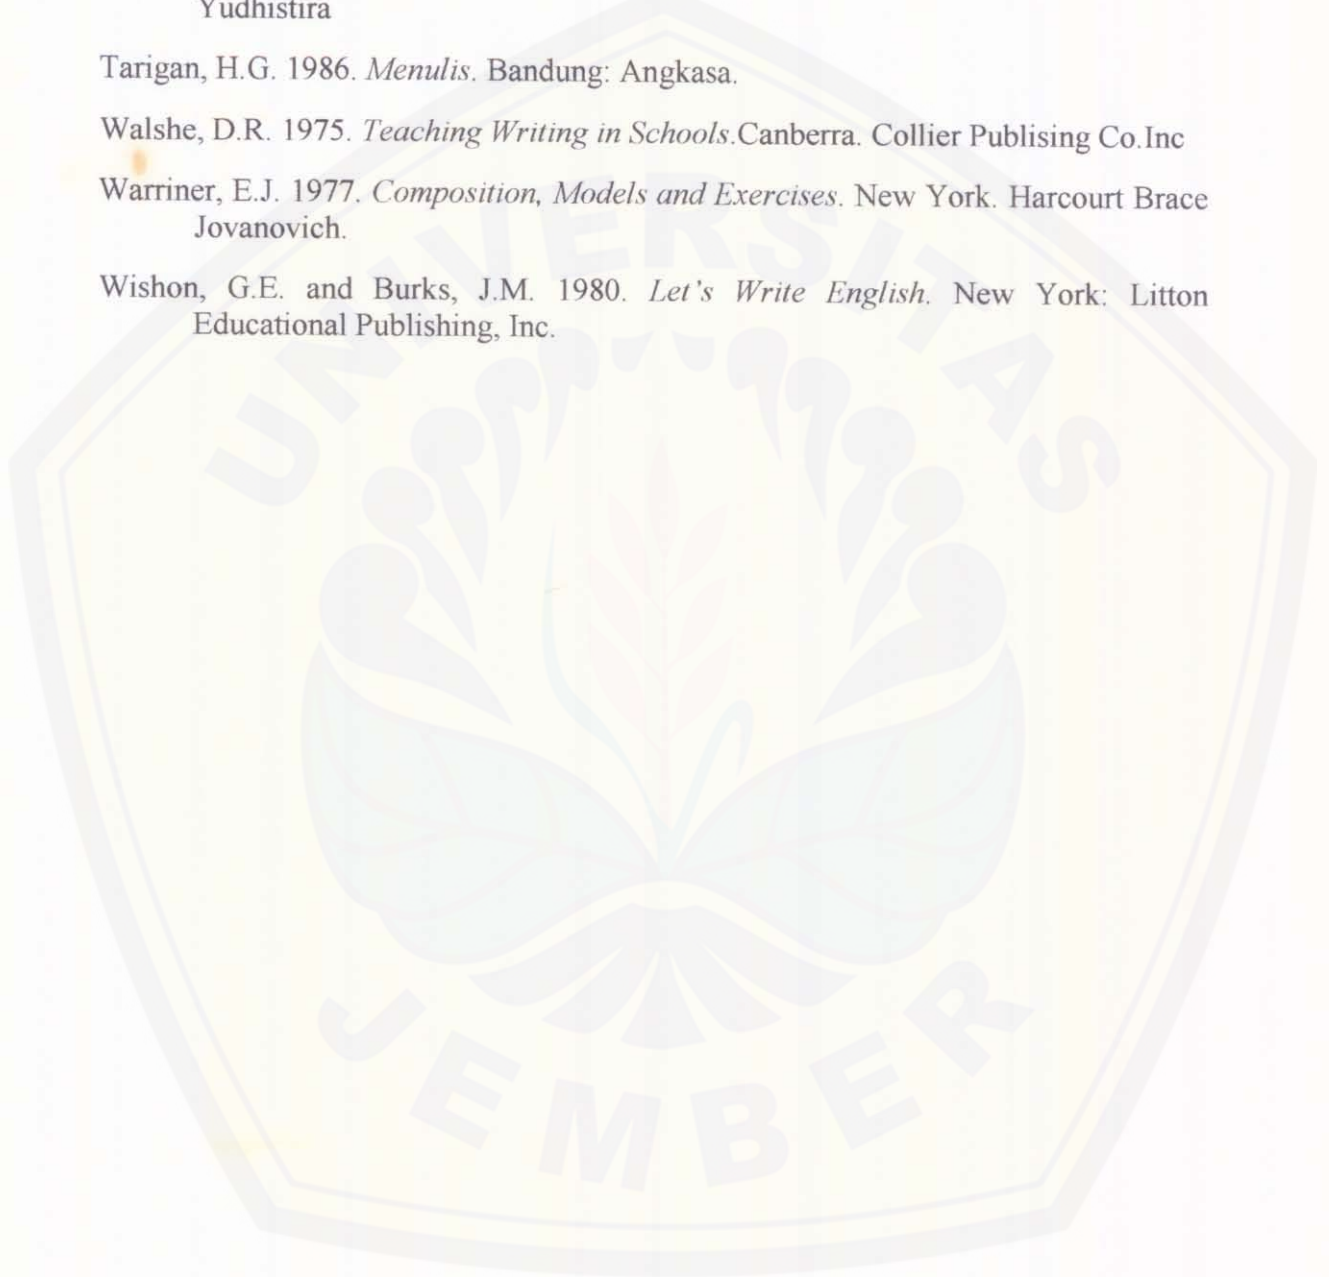 Yudhistira
Tarigan, H.G. 1986. Menulis. Bandung: Angkasa.
Walshe, D.R. 1975. Teaching Writing in Schools.Canberra. Collier Publising Co.Inc
Warriner, E.J. 1977. Composition, Models and Exercises. New York. Harcourt Brace
Jovanovich.
Wishon, G.E. and Burks, J.M. 1980. Let's Write English. New York: Litton
Educational Publishing, Inc.
UNIVERSITAS
JEMBER